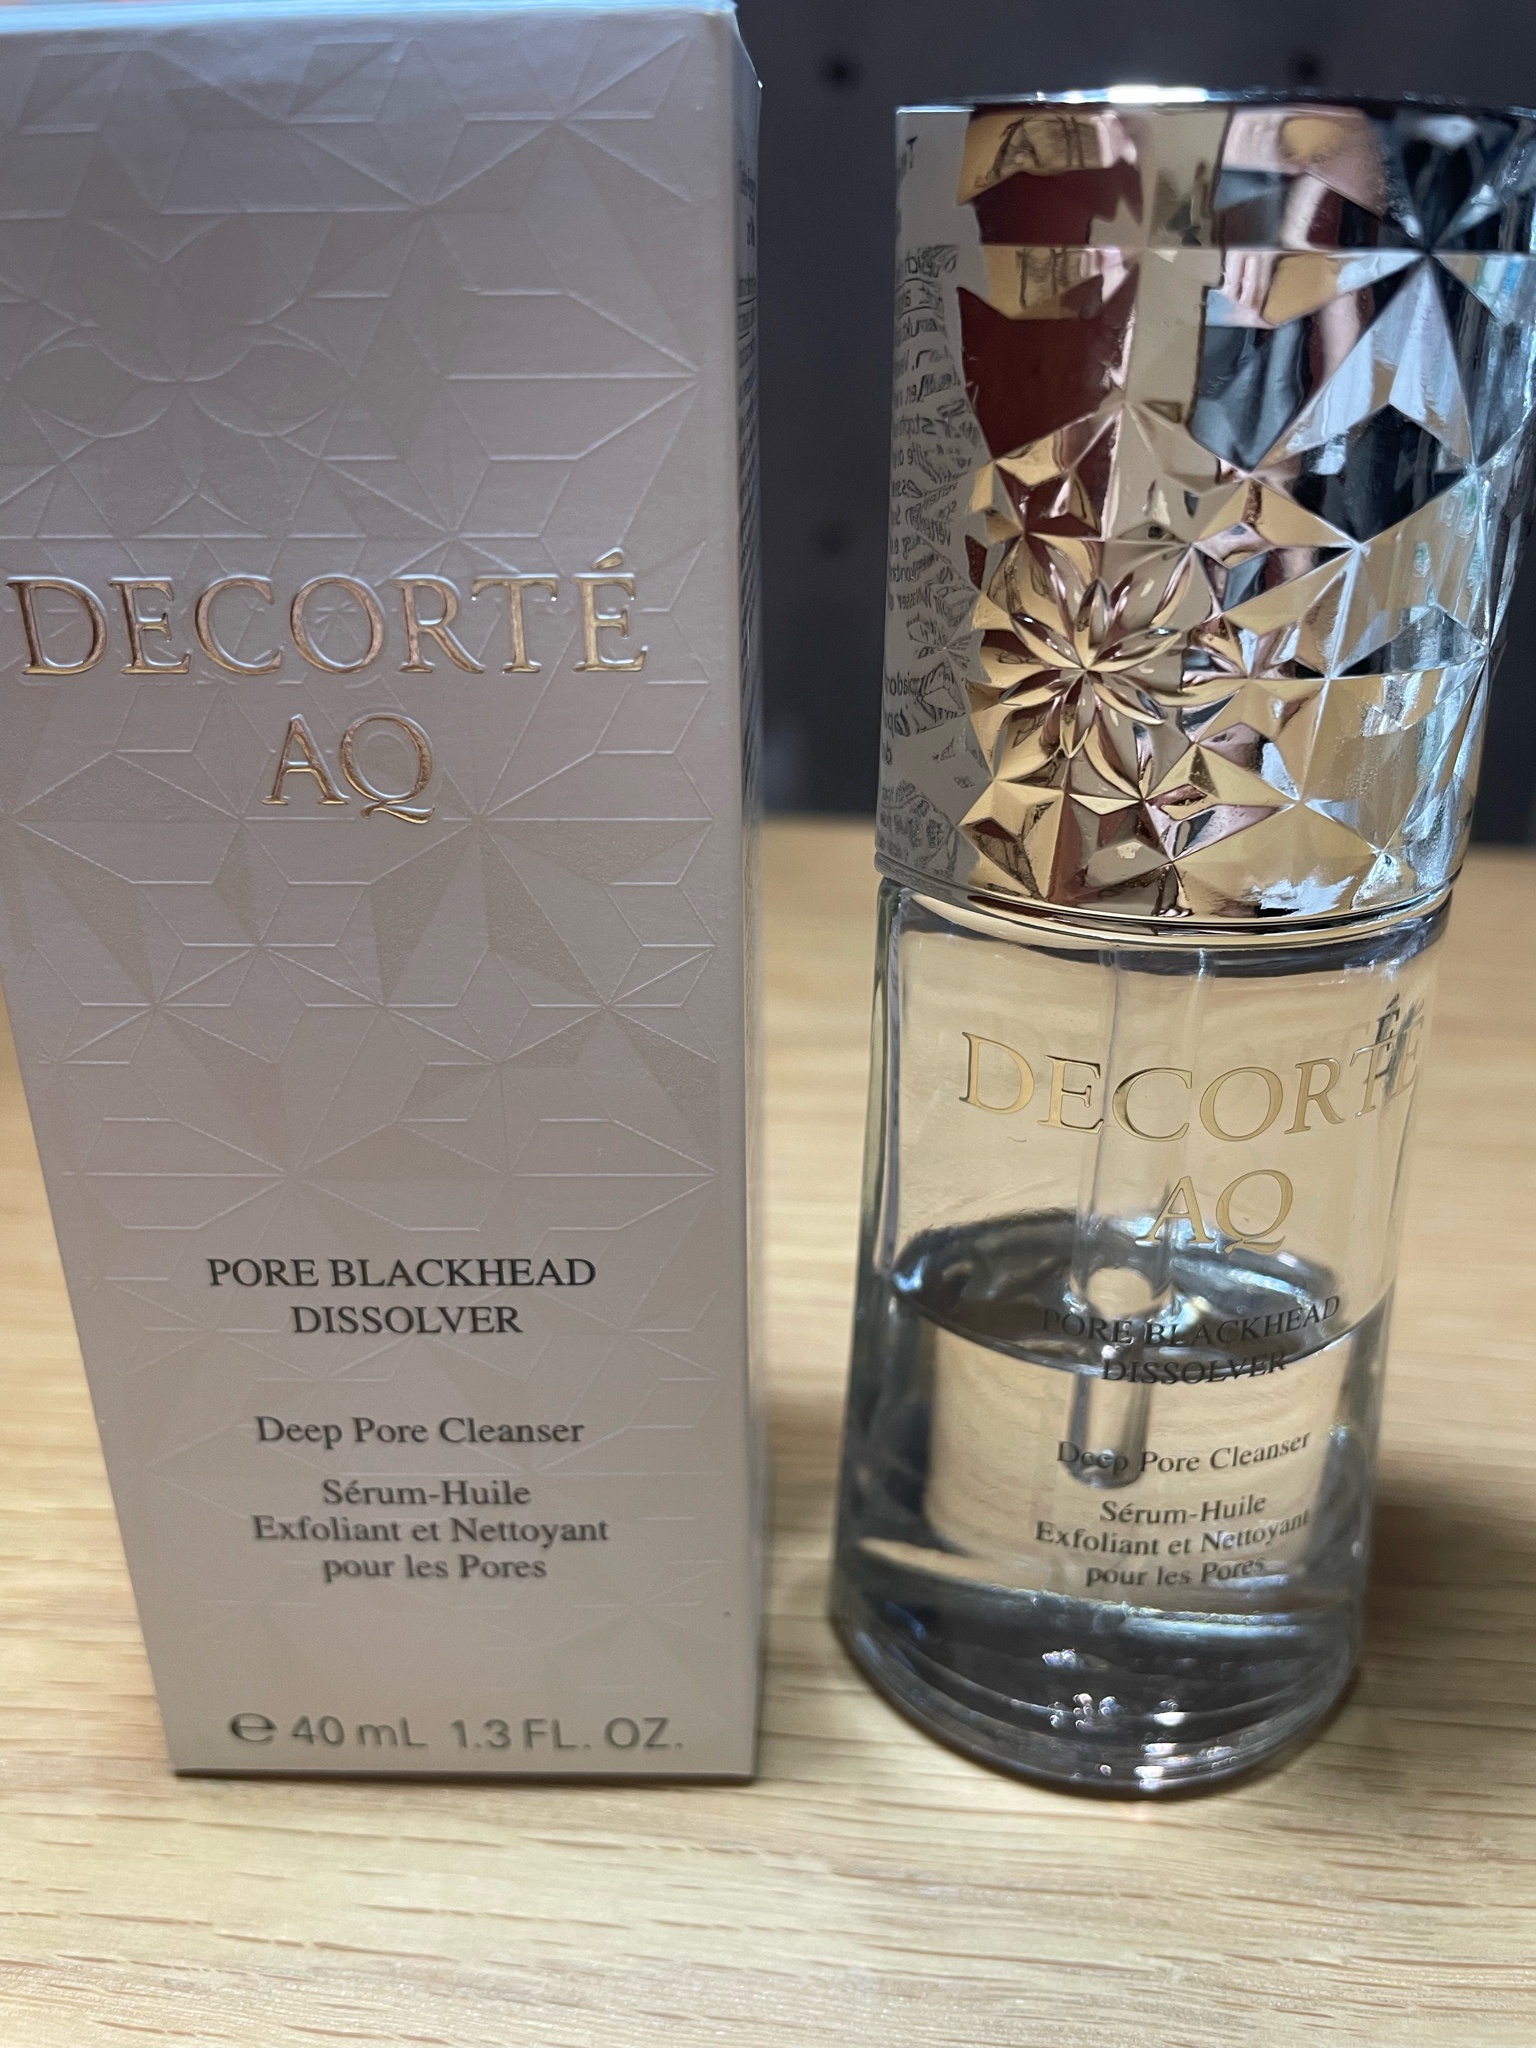 DECORTÉ
AQ
PORE BLACKHEAD
DISSOLVER
Deep Pore Cleanser
Sérum-Huile
Exfoliant et Nettoyant
pour les Pores
℮ 40 mL 1.3 FL. OZ.
DECORTÉ
AQ
PORE BLACKHEAD
DISSOLVER
Deep Pore Cleanser
Sérum-Huile
Exfoliant et Nettoyant
pour les Pores